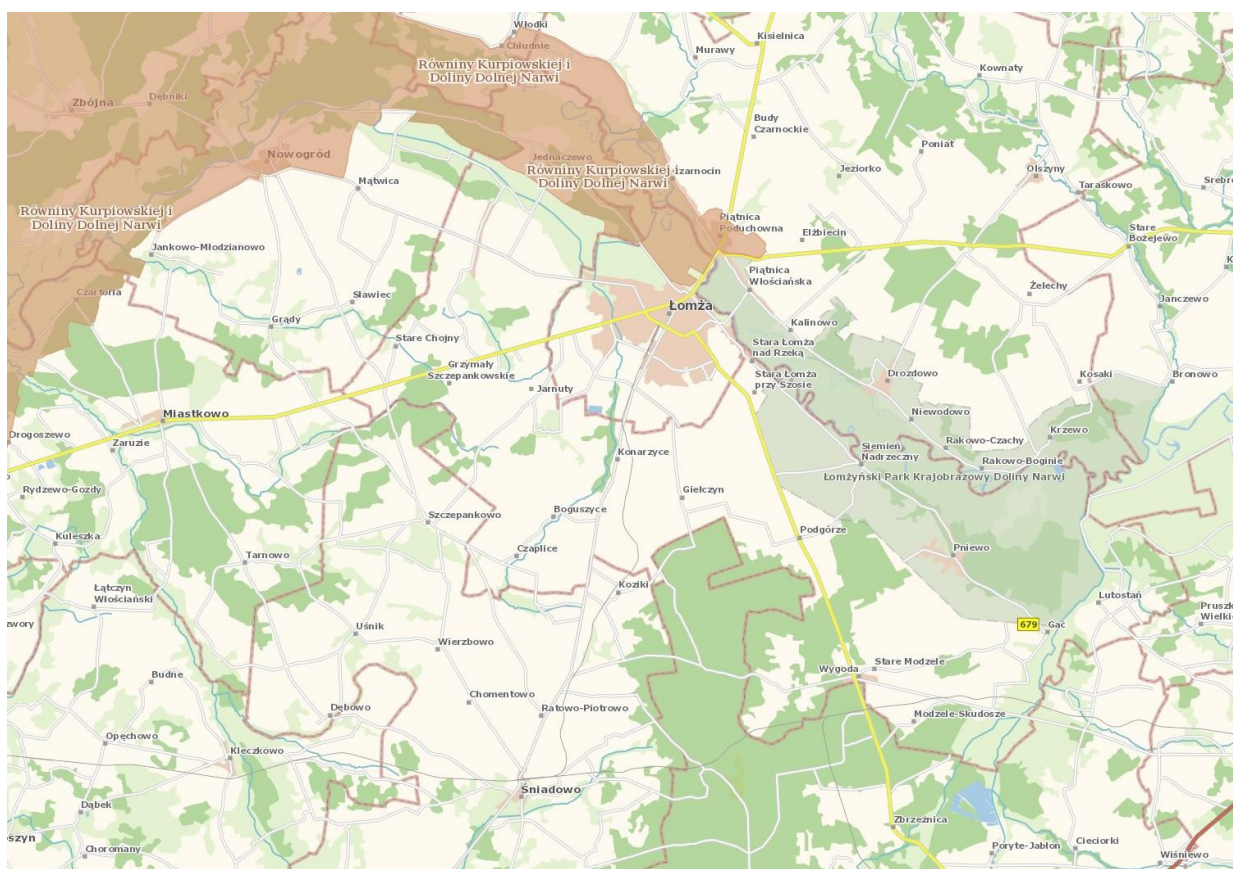 Włodki
Chludnie
Kisielnica
Murawy
Równiny Kurpiowskiej i
Doliny Dolnej Narwi
Kownaty
Zbójna
Dębniki
Budy
Czarnockie
Poniat
Nowogród
Jednaczewo
Równiny Kurpiowskiej i
Doliny Dolnej Narwi
Jeziorko
Olszyny
Mątwica
Taraskowo
Równiny Kurpiowskiej i
Doliny Dolnej Narwi
Piątnica
Poduchowna
Elżbiecin
Stare
Bożejewo
Jankowo-Młodzianowo
Piątnica
Włościańska
Czartoria
Sławiec
Żelechy
Janczewo
Łomża
Grądy
Kalinowo
Stare Chojny
Stara Łomża
nad Rzeką
Grzymały
Szczepankowskie
Stara Łomża
przy Szosie
Drozdowo
Kosaki
Bronowo
Jarnuty
Miastkowo
Niewodowo
Drogoszewo
Zaruzie
Krzewo
Rakowo-Czachy
Siemień
Nadrzeczny
Konarzyce
Rakowo-Boginie
Łomżyński Park Krajobrazowy Doliny Narwi
Rydzewo-Gozdy
Giełczyn
Boguszyce
Szczepankowo
Podgórze
Kuleszka
Pniewo
Tarnowo
Czaplice
Koziki
Łątczyn
Włościański
Lutostań
Uśnik
679
Gać
Wierzbowo
Wygoda
Stare Modzele
Budne
Chomentowo
Dębowo
Ratowo-Piotrowo
Modzele-Skudosze
Opęchowo
Kleczkowo
Śniadowo
Dąbek
Zbrzeźnica
Choromany
Poryte-Jabłoń
Cieciorki
Wiśniewo